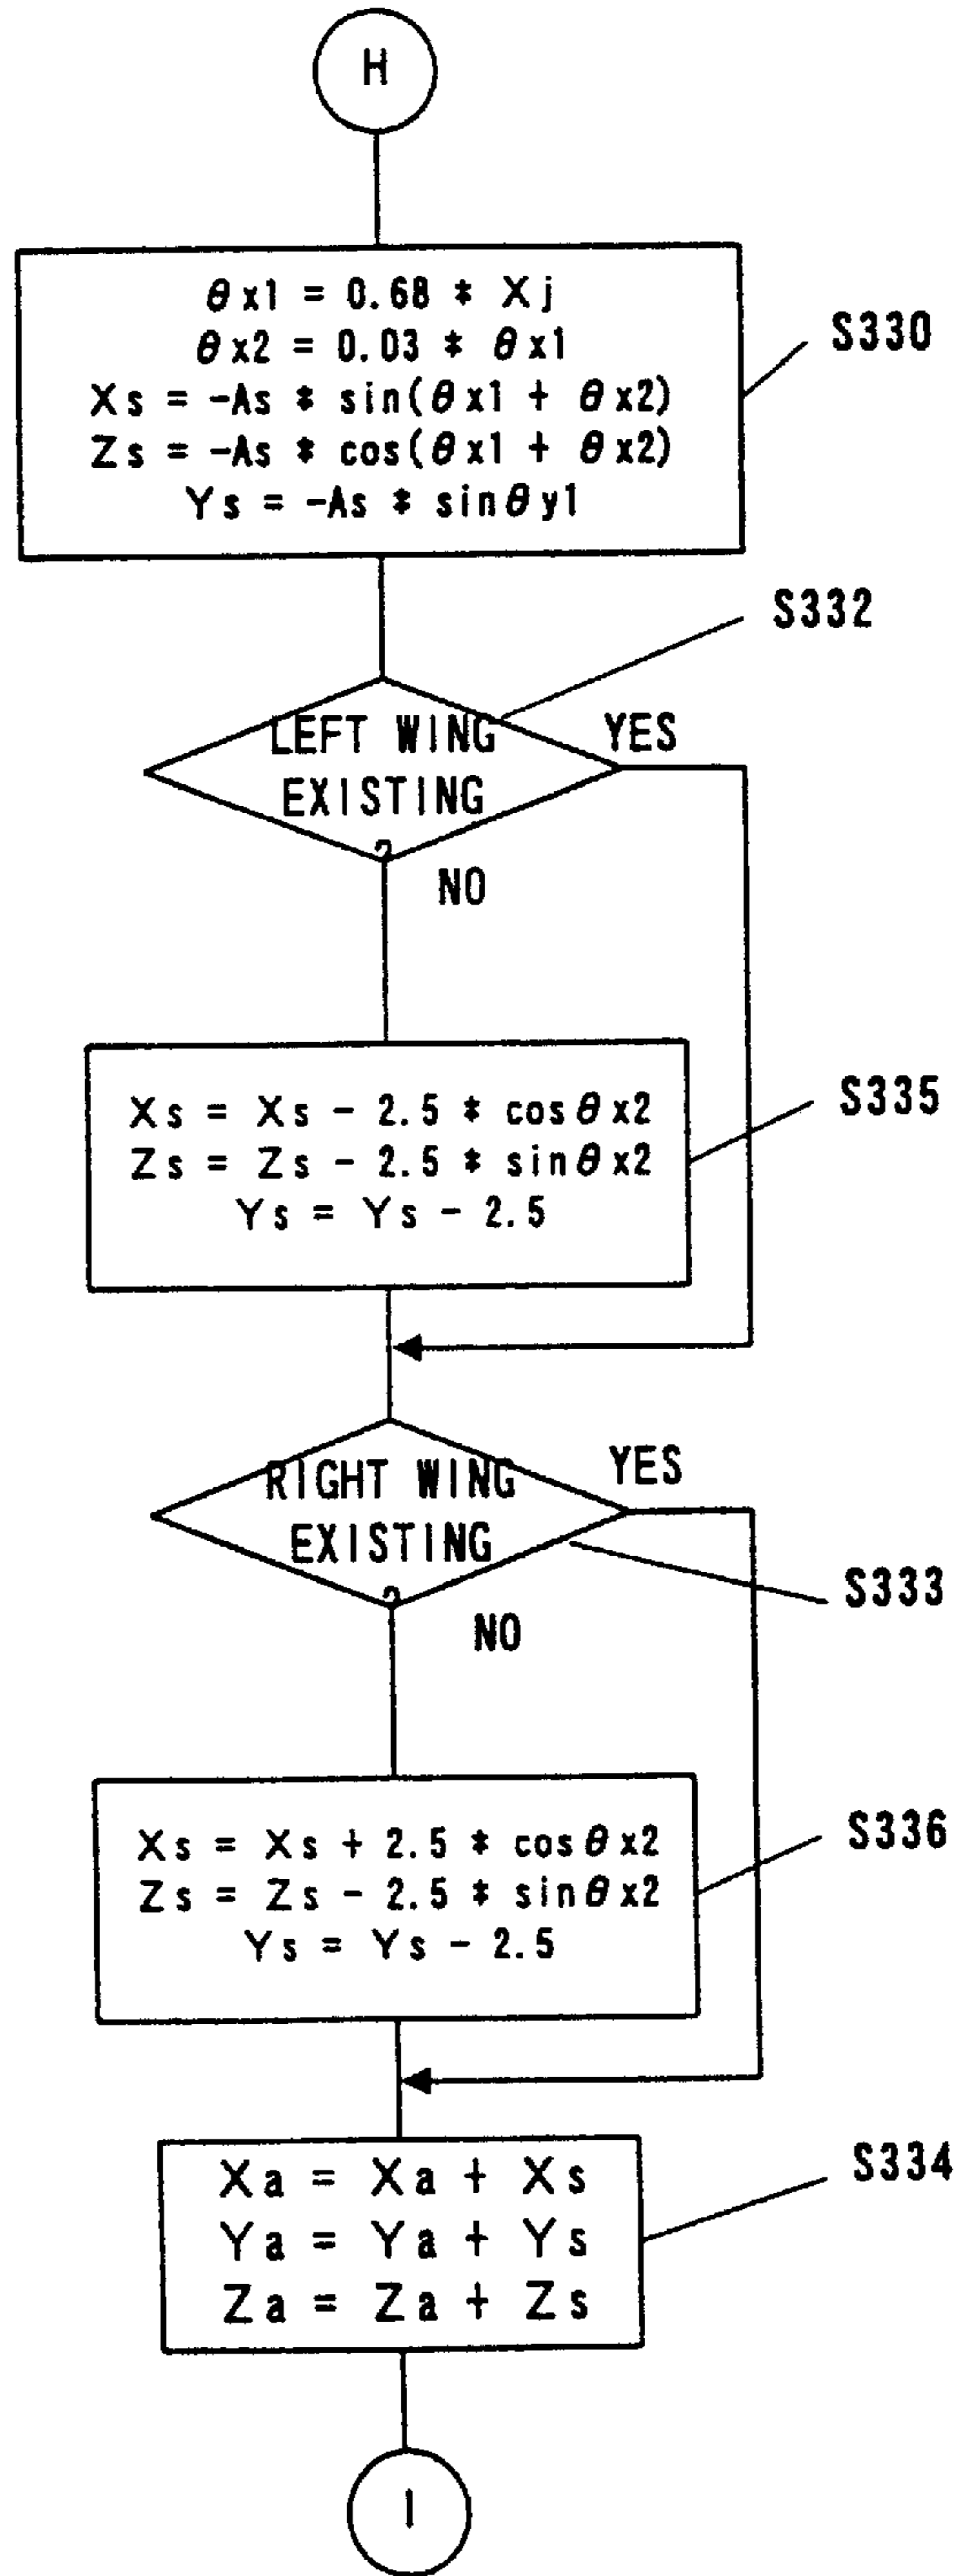 H
θx1 = 0.68 * Xj
θx2 = 0.03 * θx1
Xs = -As * sin(θx1 + θx2)
Zs = -As * cos(θx1 + θx2)
Ys = -As * sinθy1
S330
S332
LEFT WING
EXISTING
?
YES
NO
Xs = Xs - 2.5 * cosθx2
Zs = Zs - 2.5 * sinθx2
Ys = Ys - 2.5
S335
RIGHT WING
EXISTING
?
YES
S333
NO
Xs = Xs + 2.5 * cosθx2
Zs = Zs - 2.5 * sinθx2
Ys = Ys - 2.5
S336
Xa = Xa + Xs
Ya = Ya + Ys
Za = Za + Zs
S334
I